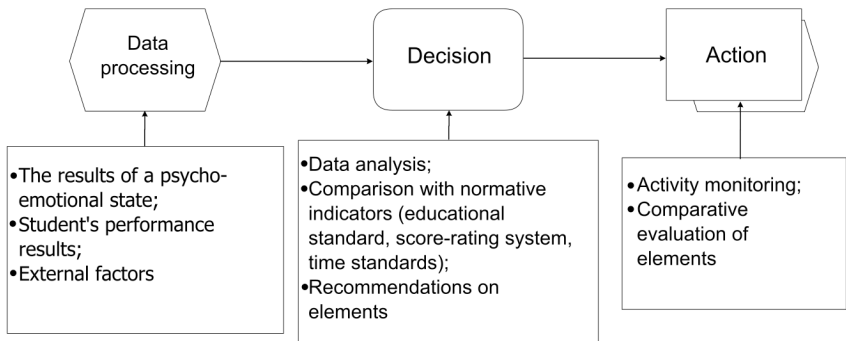 Data
processing
Decision
Action
•The results of a psycho-
emotional state;
•Student's performance
results;
•External factors
•Data analysis;
•Comparison with normative
indicators (educational
standard, score-rating system,
time standards);
•Recommendations on
elements
•Activity monitoring;
•Comparative
evaluation of
elements